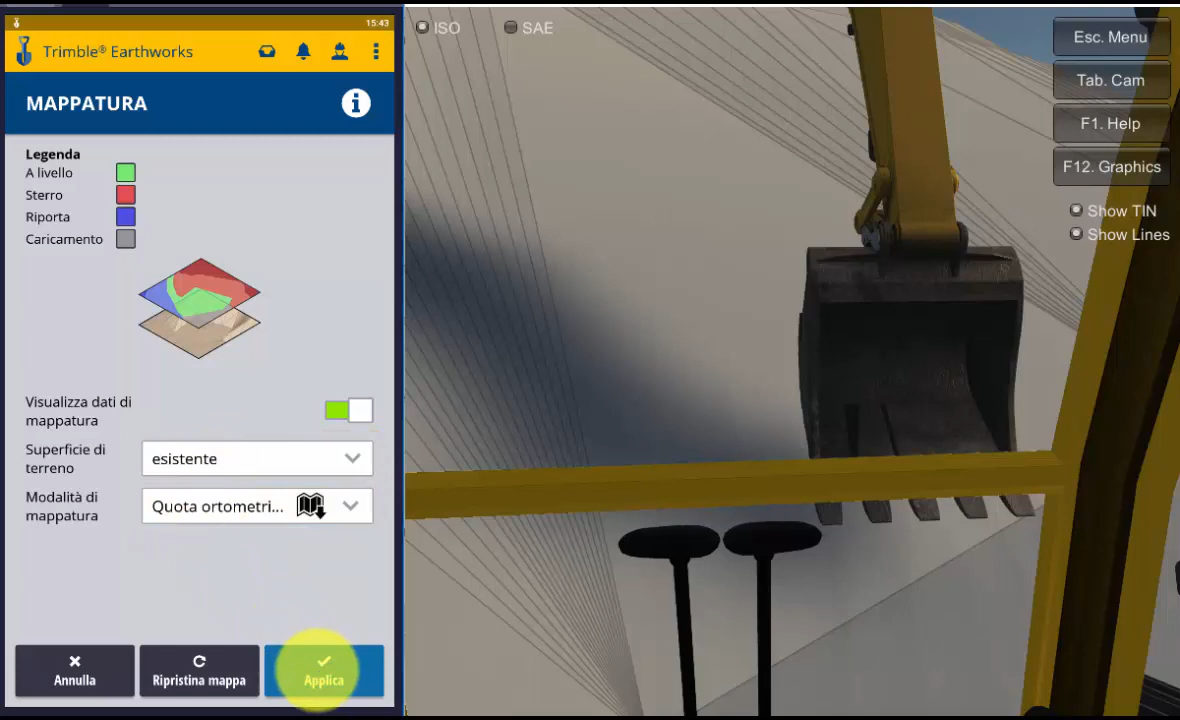 15:43
Trimble® Earthworks
MAPPATURA
Legenda
A livello
Sterro
Riporta
Caricamento
Visualizza dati di
mappatura
Superficie di
terreno
esistente
Modalità di
mappatura
Quota ortometri...
Annulla
Ripristina mappa
Applica
ISO
SAE
Esc. Menu
Tab. Cam
F1. Help
F12. Graphics
Show TIN
Show Lines